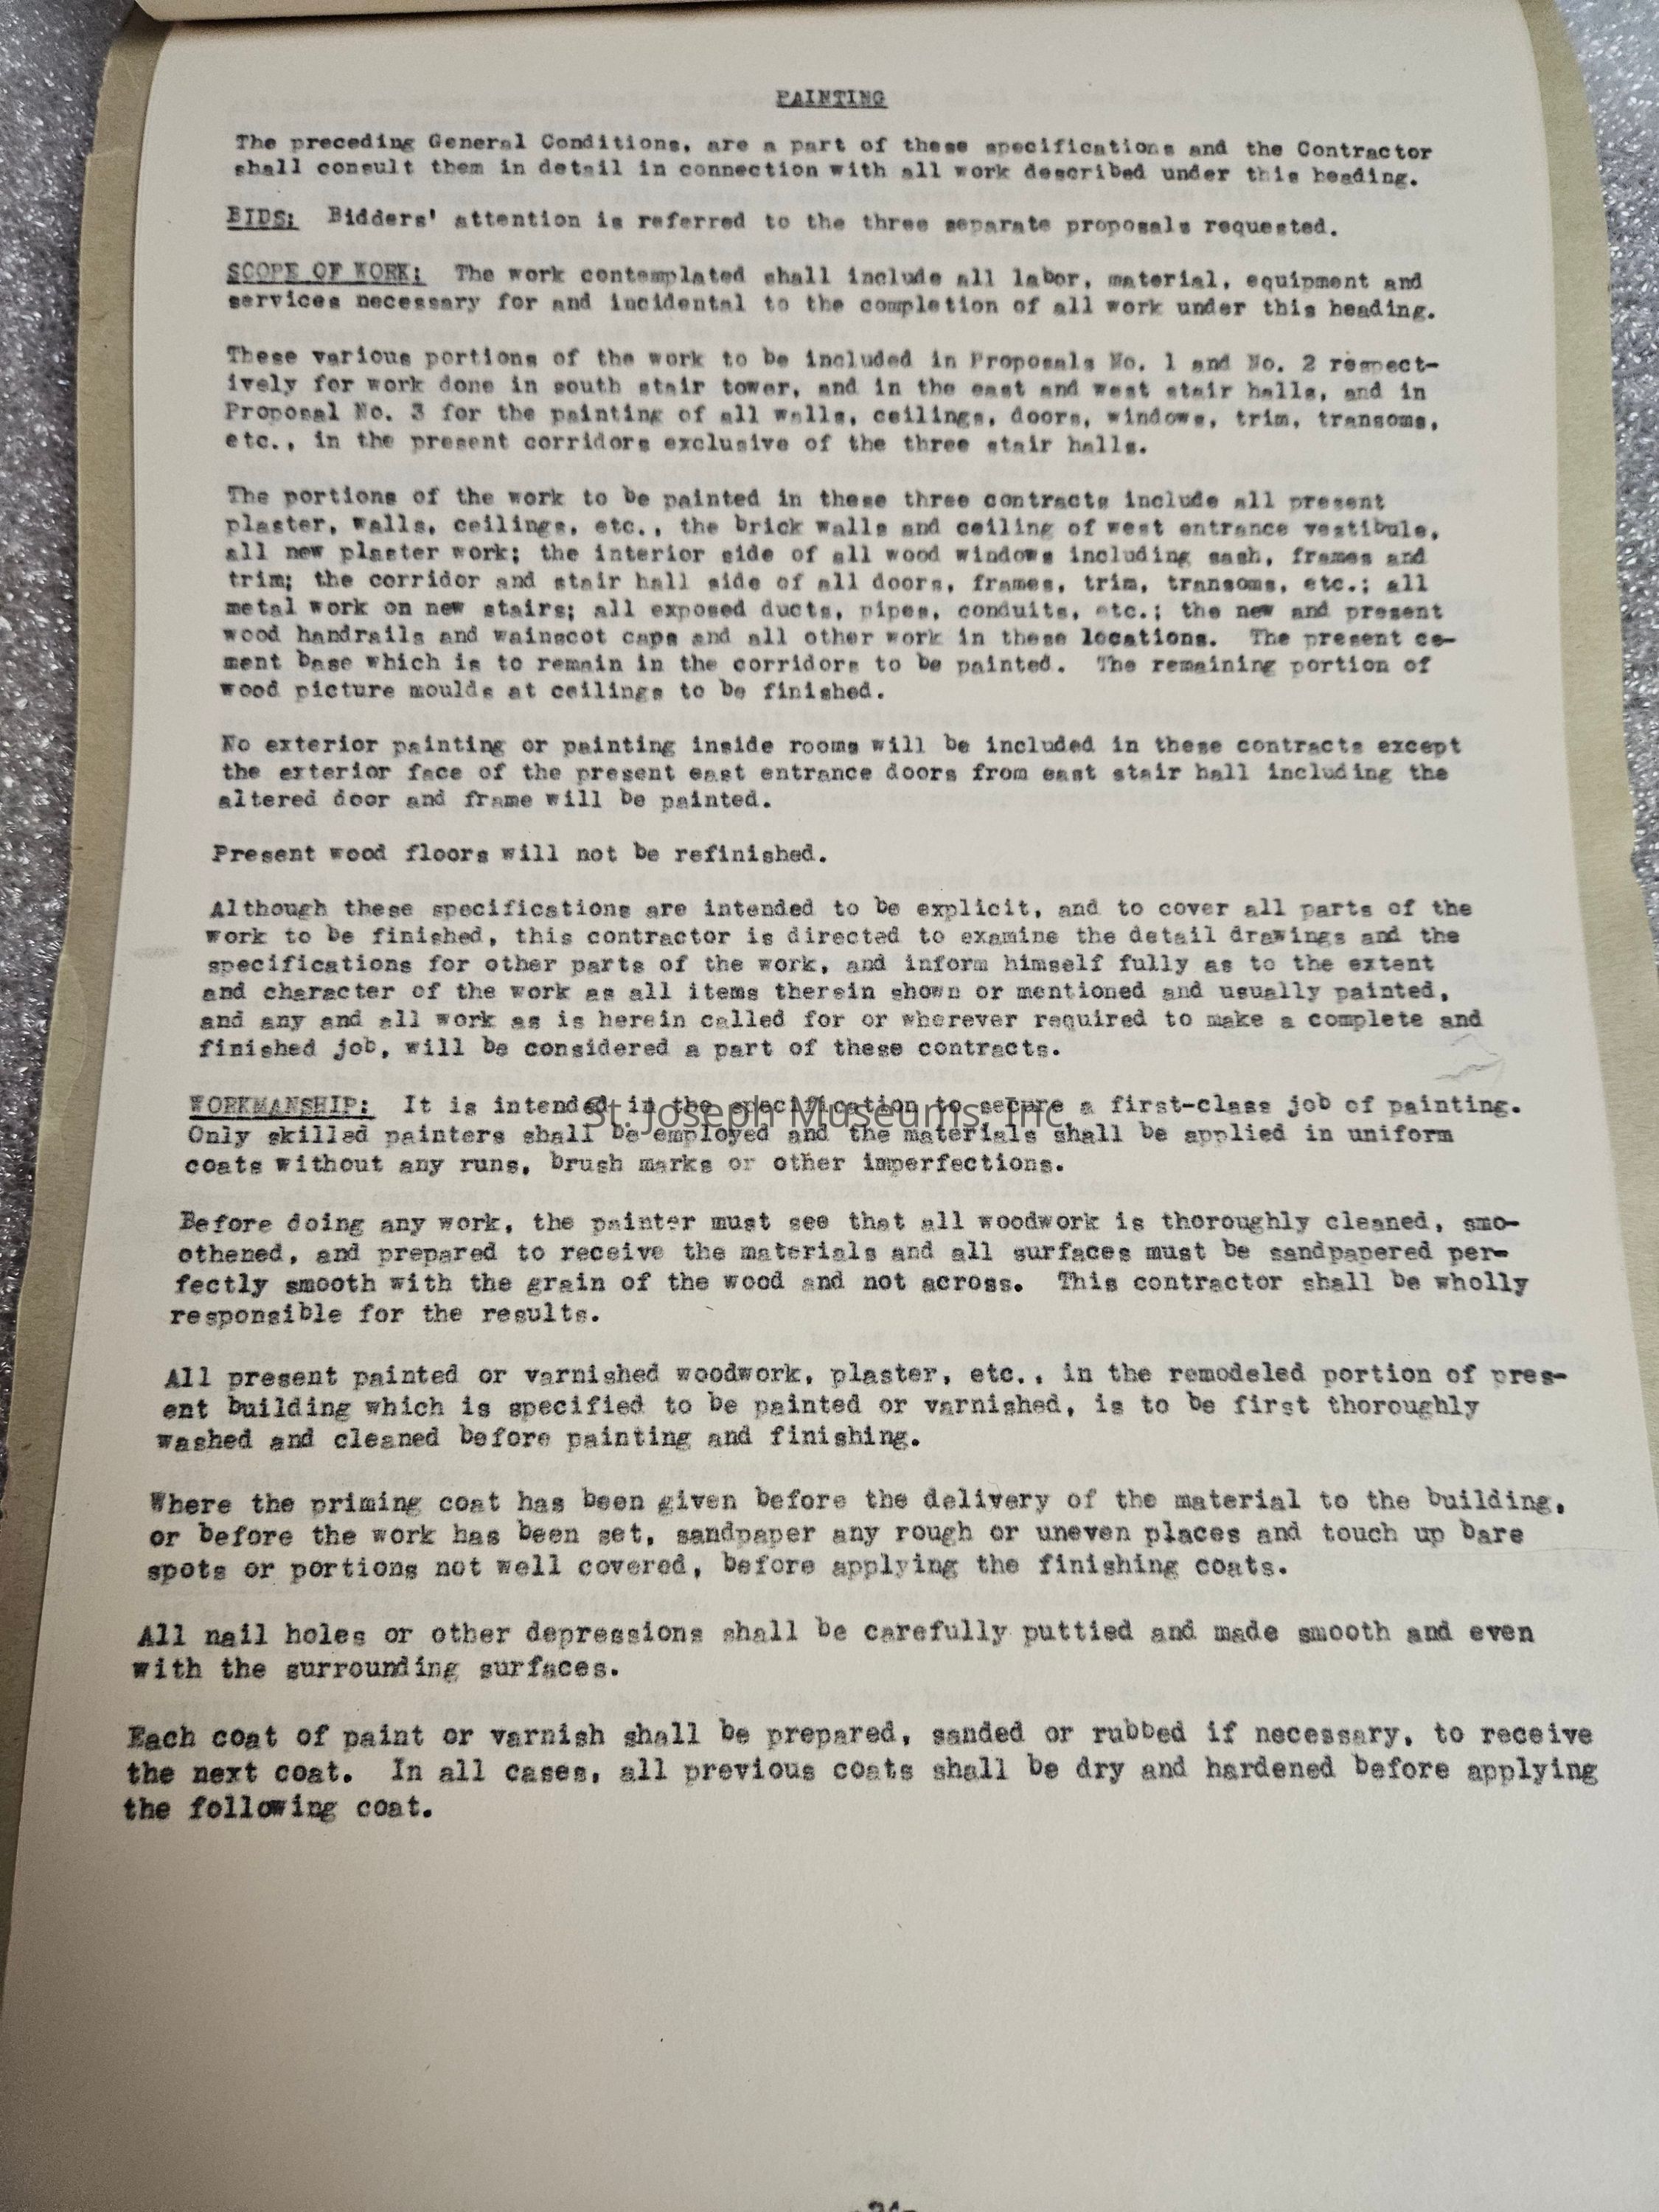 PAINTING
The preceding General Conditions, are a part of these specifications and the Contractor
shall consult them in detail in connection with all work described under this heading.
BIDS: Bidders' attention is referred to the three separate proposals requested.
SCOPE OF WORK: The work contemplated shall include all labor, material, equipment and
services necessary for and incidental to the completion of all work under this heading.
These various portions of the work to be included in Proposals No. 1 and No. 2 respect-
ively for work done in south stair tower, and in the east and west stair halls, and in
Proposal No. 3 for the painting of all walls, ceilings, doors, windows, trim, transoms,
etc., in the present corridors exclusive of the three stair halls.
The portions of the work to be painted in these three contracts include all present
plaster, walls, ceilings, etc., the brick walls and ceiling of west entrance vestibule,
all new plaster work; the interior side of all wood windows including sash, frames and
trim; the corridor and stair hall side of all doors, frames, trim, transoms, etc.; all
metal work on new stairs; all exposed ducts, pipes, conduits, etc.; the new and present
wood handrails and wainscot caps and all other work in these locations. The present ce-
ment base which is to remain in the corridors to be painted. The remaining portion of
wood picture moulds at ceilings to be finished.
No exterior painting or painting inside rooms will be included in these contracts except
the exterior face of the present east entrance doors from east stair hall including the
altered door and frame will be painted.
Present wood floors will not be refinished.
Although these specifications are intended to be explicit, and to cover all parts of the
work to be finished, this contractor is directed to examine the detail drawings and the
specifications for other parts of the work, and inform himself fully as to the extent
and character of the work as all items therein shown or mentioned and usually painted,
and any and all work as is herein called for or wherever required to make a complete and
finished job, will be considered a part of these contracts.
WORKMANSHIP: It is intended in the specification to secure a first-class job of painting.
St. Joseph Museums, Inc.
Only skilled painters shall be employed and the materials shall be applied in uniform
coats without any runs, brush marks or other imperfections.
Before doing any work, the painter must see that all woodwork is thoroughly cleaned, smo-
othened, and prepared to receive the materials and all surfaces must be sandpapered per-
fectly smooth with the grain of the wood and not across. This contractor shall be wholly
responsible for the results.
All present painted or varnished woodwork, plaster, etc., in the remodeled portion of pres-
ent building which is specified to be painted or varnished, is to be first thoroughly
washed and cleaned before painting and finishing.
Where the priming coat has been given before the delivery of the material to the building,
or before the work has been set, sandpaper any rough or uneven places and touch up bare
spots or portions not well covered, before applying the finishing coats.
All nail holes or other depressions shall be carefully puttied and made smooth and even
with the surrounding surfaces.
Each coat of paint or varnish shall be prepared, sanded or rubbed if necessary, to receive
the next coat. In all cases, all previous coats shall be dry and hardened before applying
the following coat.